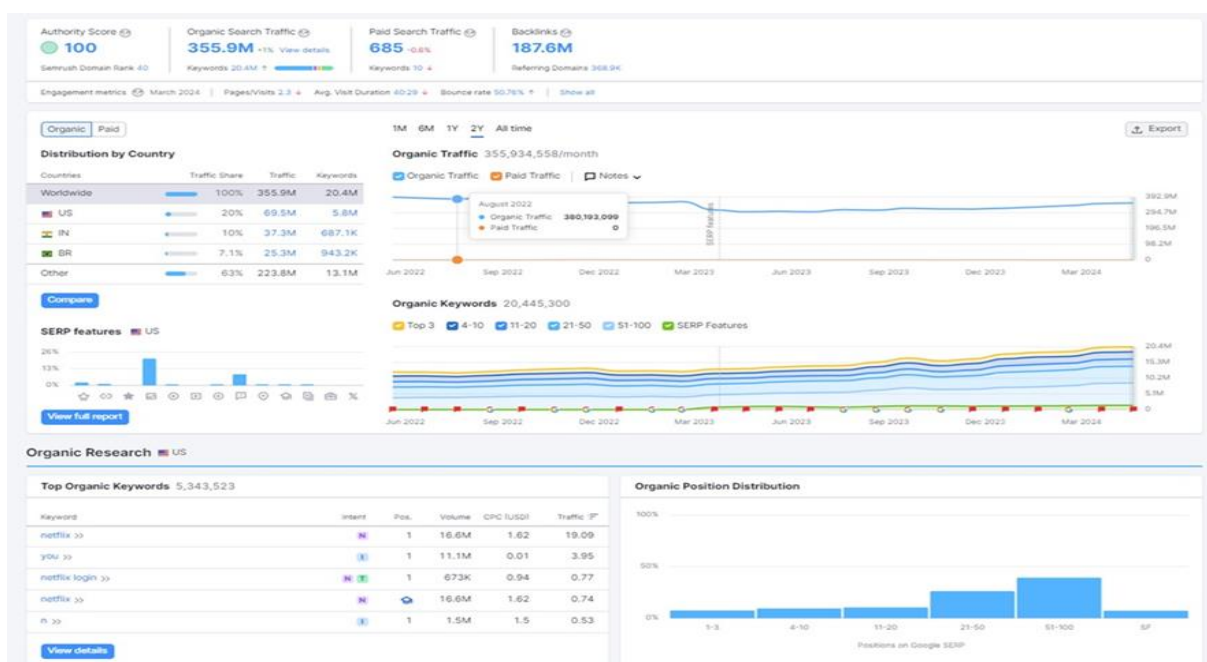 Authority Score
Organic Search Traffic
Paid Search Traffic
Backlinks
100
355.9M +1% View details
685 -0.6%
187.6M
Semrush Domain Rank 40
Keywords 20.4M ↑
Keywords 10 ↓
Referring Domains 368.9K
Engagement metrics March 2024 Pages/Visits 2.3 ↓ Avg. Visit Duration 40:29 ↓ Bounce rate 50.76% ↑ Show all
Organic Paid
1M 6M 1Y 2Y All time
Export
Distribution by Country
Organic Traffic 355,934,558/month
Countries Traffic Share Traffic Keywords
Organic Traffic Paid Traffic Notes
Worldwide 100% 355.9M 20.4M
US 20% 69.5M 5.8M
IN 10% 37.3M 687.1K
BR 7.1% 25.3M 943.2K
Other 63% 223.8M 13.1M
August 2022
Organic Traffic 380,193,099
Paid Traffic 0
SERP features
392.9M
294.7M
196.5M
98.2M
0
Jun 2022 Sep 2022 Dec 2022 Mar 2023 Jun 2023 Sep 2023 Dec 2023 Mar 2024
Compare
Organic Keywords 20,445,300
SERP features US
Top 3 4-10 11-20 21-50 51-100 SERP Features
26%
13%
0%
20.4M
15.3M
10.2M
5.1M
0
View full report
Jun 2022 Sep 2022 Dec 2022 Mar 2023 Jun 2023 Sep 2023 Dec 2023 Mar 2024
Organic Research US
Top Organic Keywords 5,343,523
Keyword Intent Pos. Volume CPC (USD) Traffic
netflix >> N 1 16.6M 1.62 19.09
you >> I 1 11.1M 0.01 3.95
netflix login >> N T 1 673K 0.94 0.77
netflix >> N 16.6M 1.62 0.74
n >> I 1 1.5M 1.5 0.53
View details
Organic Position Distribution
100%
50%
0%
1-3 4-10 11-20 21-50 51-100 SF
Positions on Google SERP